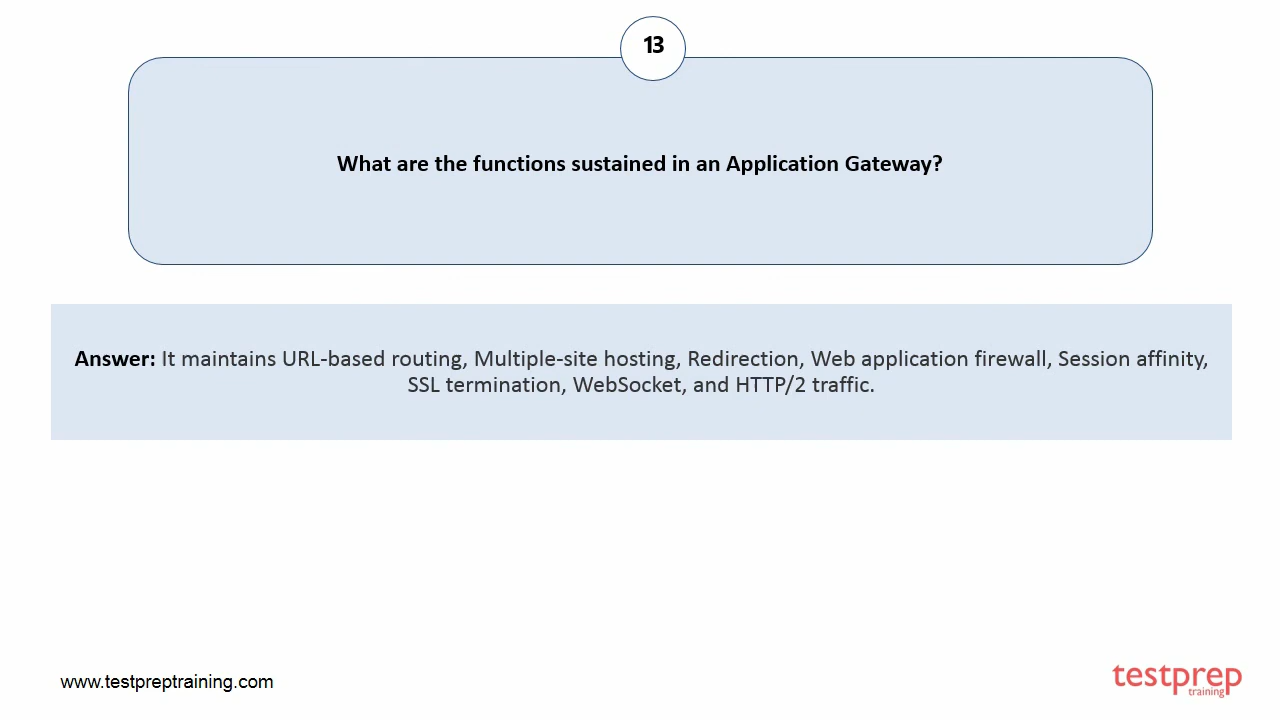 13
What are the functions sustained in an Application Gateway?
Answer: It maintains URL-based routing, Multiple-site hosting, Redirection, Web application firewall, Session affinity,
SSL termination, WebSocket, and HTTP/2 traffic.
www.testpreptraining.com
testprep
training